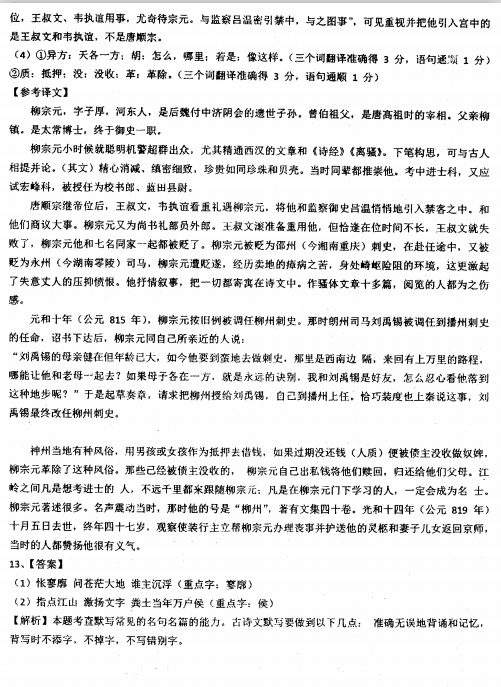 位，王叔文、韦执谊用事，尤奇待宗元。与监察吕温密引禁中，与之图事"，可见重视并把他引入宫中的
是王叔文和韦执谊，不是唐顺宗。
（4）①异方：天各一方；胡：怎么，哪里；若是：像这样。（三个词翻译准确得 3 分，语句通顺 1 分）
②质：抵押；没：没收；革：革除。（三个词翻译准确得 3 分，语句通顺 1 分）
【参考译文】
柳宗元，字子厚，河东人，是后魏付中济阴会的遗世子孙。曾伯祖父，是唐高祖时的宰相。父亲柳
镇。是太常博士，终于御史一职。
柳宗元小时候就聪明机警超群出众，尤其精通西汉的文章和《诗经》《离骚》。下笔构思，可与古人
相提并论。（其文）精心消减、缜密细致，珍贵如同珍珠和贝壳。当时同辈都推崇他。考中进士科，又应
试宏峰科，被授任为校书郎、蓝田县尉。
唐顺宗继帝位后，王叔文，韦执谊看重礼遇柳宗元，将他和监察御史吕温悄悄地引入禁客之中。和
他们商议大事。柳宗元又为尚书礼部员外郎。王叔文滚准备重用他，但恰逢在位时间不长，王叔文就失
败了，柳宗元他和七名同家一起都被贬了。柳宗元被贬为邵州（今湘南重庆）刺史，在赴任途中，又被
贬为永州（今湖南零陵）司马，柳宗元遭贬遂，经历卖地的瘴病之苦，身处崎岖险阻的环境，这更激起
了失意丈人的压抑愤恨。他抒情叙事，把一切都寄寓在诗文中。作骚体文章十多篇，阅览的人都为之伤
感。
元和十年（公元 815 年），柳宗元按旧例被调任柳州刺史。那时朗州司马刘禹锡被调任到播州刺史
的任命，诏书下达后，柳宗元同自己所亲近的人说：
"刘禹锡的母亲健在但年龄已大，如今他要到蛮地去做刺史，那里是西南边 隔，来回有上万里的路程，
哪能让他和老母一起去？如果母子各在一方，就是永远的诀别，我和刘禹锡是好友，怎么忍心看他落到
这种地步呢？"于是起草奏章，请求把柳州授给刘禹锡，自己到播州上任。恰巧装度也上奏说这事，刘
禹锡最终改任柳州刺史。
神州当地有种风俗，用男孩或女孩作为抵押去借钱，如果过期没还钱（人质）便被债主没收做奴婢，
柳宗元革除了这种风俗。那些已经被债主没收的， 柳宗元自己出私钱将他们赎回，归还给他们父母。江
岭之间凡是想考进士的 人，不远千里都来跟随柳宗元；凡是在柳宗元门下学习的人，一定会成为名 士。
柳宗元著述很多。名声震动当时，那时他的号是"柳州"，著有文集四十卷。光和十四年（公元 819 年）
十月五日去世，终年四十七岁，观察使装行主立帮柳宗元办理丧事并护送他的灵柩和妻子儿女返回京师，
当时的人都赞扬他很有义气。
13、【答案】
（1）怅寥廓 问苍茫大地 谁主沉浮（重点字：寥廓）
（2）指点江山 激扬文字 粪土当年万户侯（重点字：侯）
【解析】本题考查默写常见的名句名篇的能力。古诗文默写要做到以下几点： 准确无误地背诵和记忆，
背写时不添字，不掉字，不写错别字。